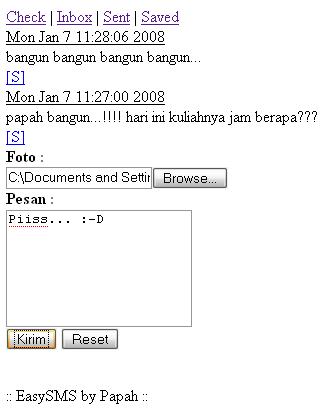 Check | Inbox | Sent | Saved
Mon Jan 7 11:28:06 2008
bangun bangun bangun bangun...
[S]
Mon Jan 7 11:27:00 2008
papah bangun...!!!! hari ini kuliahnya jam berapa???
[S]
Foto :
C:\Documents and Settin Browse...
Pesan :
Piiss... :-D
Kirim Reset
:: EasySMS by Papah ::